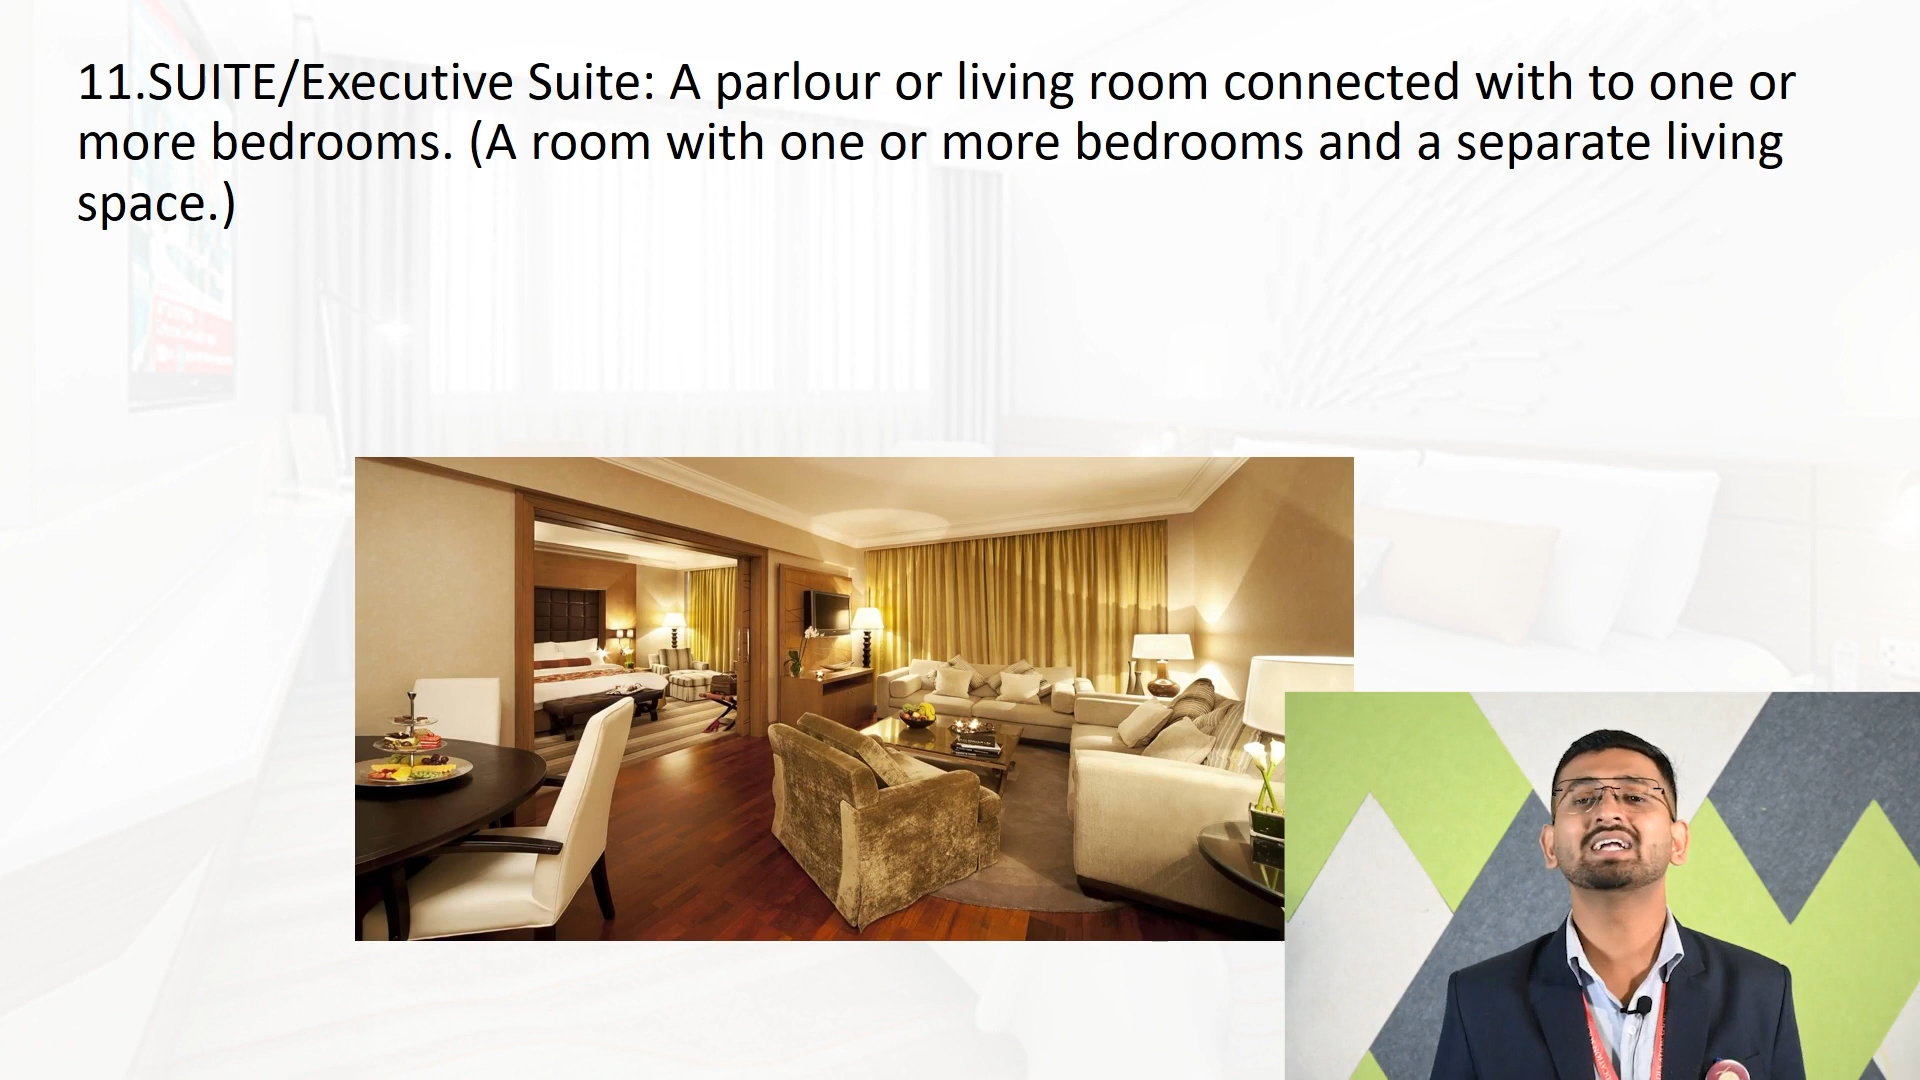 11.SUITE/Executive Suite: A parlour or living room connected with to one or
more bedrooms. (A room with one or more bedrooms and a separate living
space.)